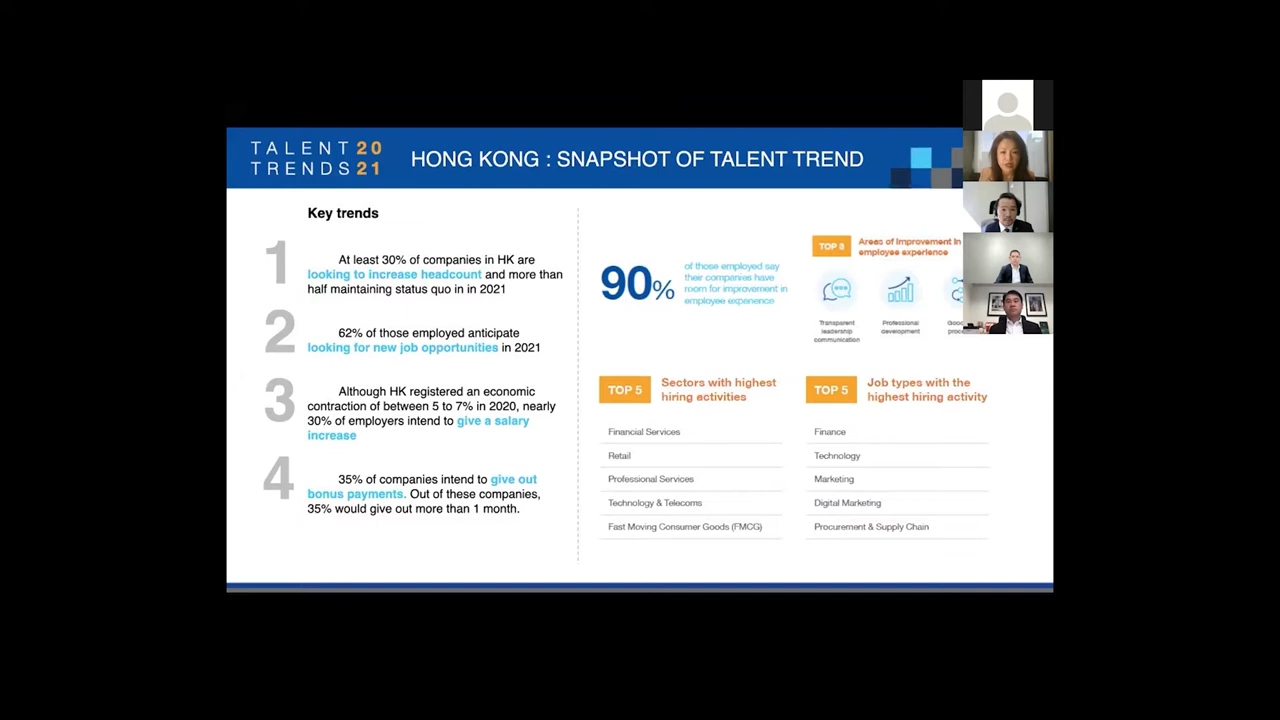 TALENT 20
TRENDS 21
HONG KONG : SNAPSHOT OF TALENT TREND
Key trends
1
At least 30% of companies in HK are
looking to increase headcount and more than
half maintaining status quo in in 2021
2
62% of those employed anticipate
looking for new job opportunities in 2021
3
Although HK registered an economic
contraction of between 5 to 7% in 2020, nearly
30% of employers intend to give a salary
increase
4
35% of companies intend to give out
bonus payments. Out of these companies,
35% would give out more than 1 month.
90%
of those employed say
their companies have
room for improvement in
employee experience
TOP 3
Areas of Improvement in
employee experience
Transparent
leadership
communication
Professional
development
TOP 5
Sectors with highest
hiring activities
Financial Services
Retail
Professional Services
Technology & Telecoms
Fast Moving Consumer Goods (FMCG)
TOP 5
Job types with the
highest hiring activity
Finance
Technology
Marketing
Digital Marketing
Procurement & Supply Chain